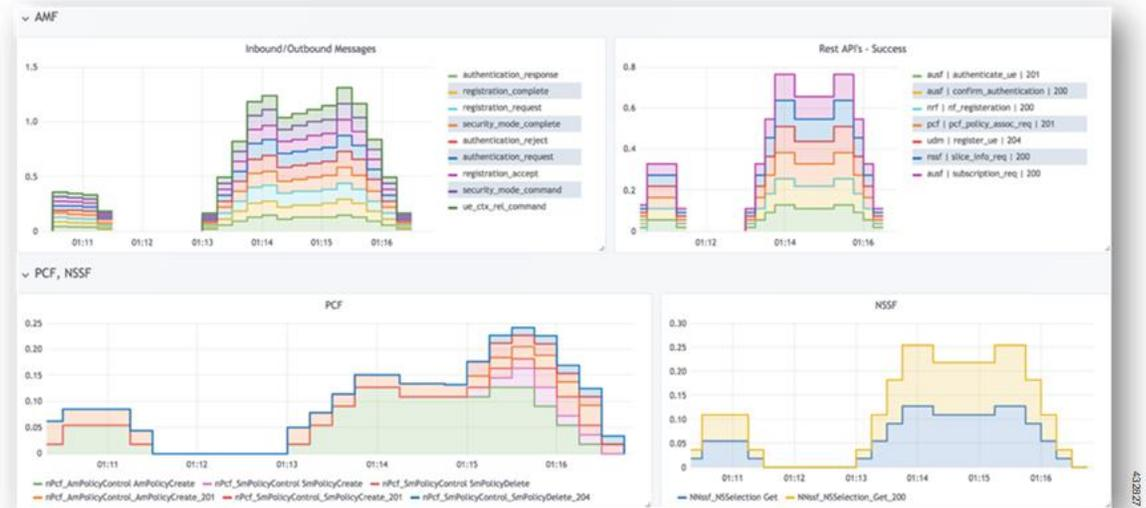 AMF
Inbound/Outbound Messages
1.5
1.0
0.5
0
01:11 01:12 01:13 01:14 01:15 01:16
authentication_response
registration_complete
registration_request
security_mode_complete
authentication_reject
authentication_request
registration_accept
security_mode_command
ue_ctx_rel_command
Rest API's - Success
0.8
0.6
0.4
0.2
0
01:12 01:14 01:16
ausf | authenticate_ue | 201
ausf | confirm_authentication | 200
nrf | nf_registeration | 200
pcf | pcf_policy_assoc_req | 201
udm | register_ue | 204
nssf | slice_info_req | 200
ausf | subscription_req | 200
PCF, NSSF
PCF
0.25
0.20
0.15
0.10
0.05
0
01:11 01:12 01:13 01:14 01:15 01:16
nPcf_AmPolicyControl AmPolicyCreate nPcf_SmPolicyControl SmPolicyCreate nPcf_SmPolicyControl SmPolicyDelete
nPcf_AmPolicyControl_AmPolicyCreate_201 nPcf_SmPolicyControl_SmPolicyCreate_201 nPcf_SmPolicyControl_SmPolicyDelete_204
NSSF
0.30
0.20
0.15
0.10
0.05
0
01:11 01:12 01:13 01:14 01:15 01:16
NNssf_NSSelection Get NNssf_NSSelection_Get_200
432827